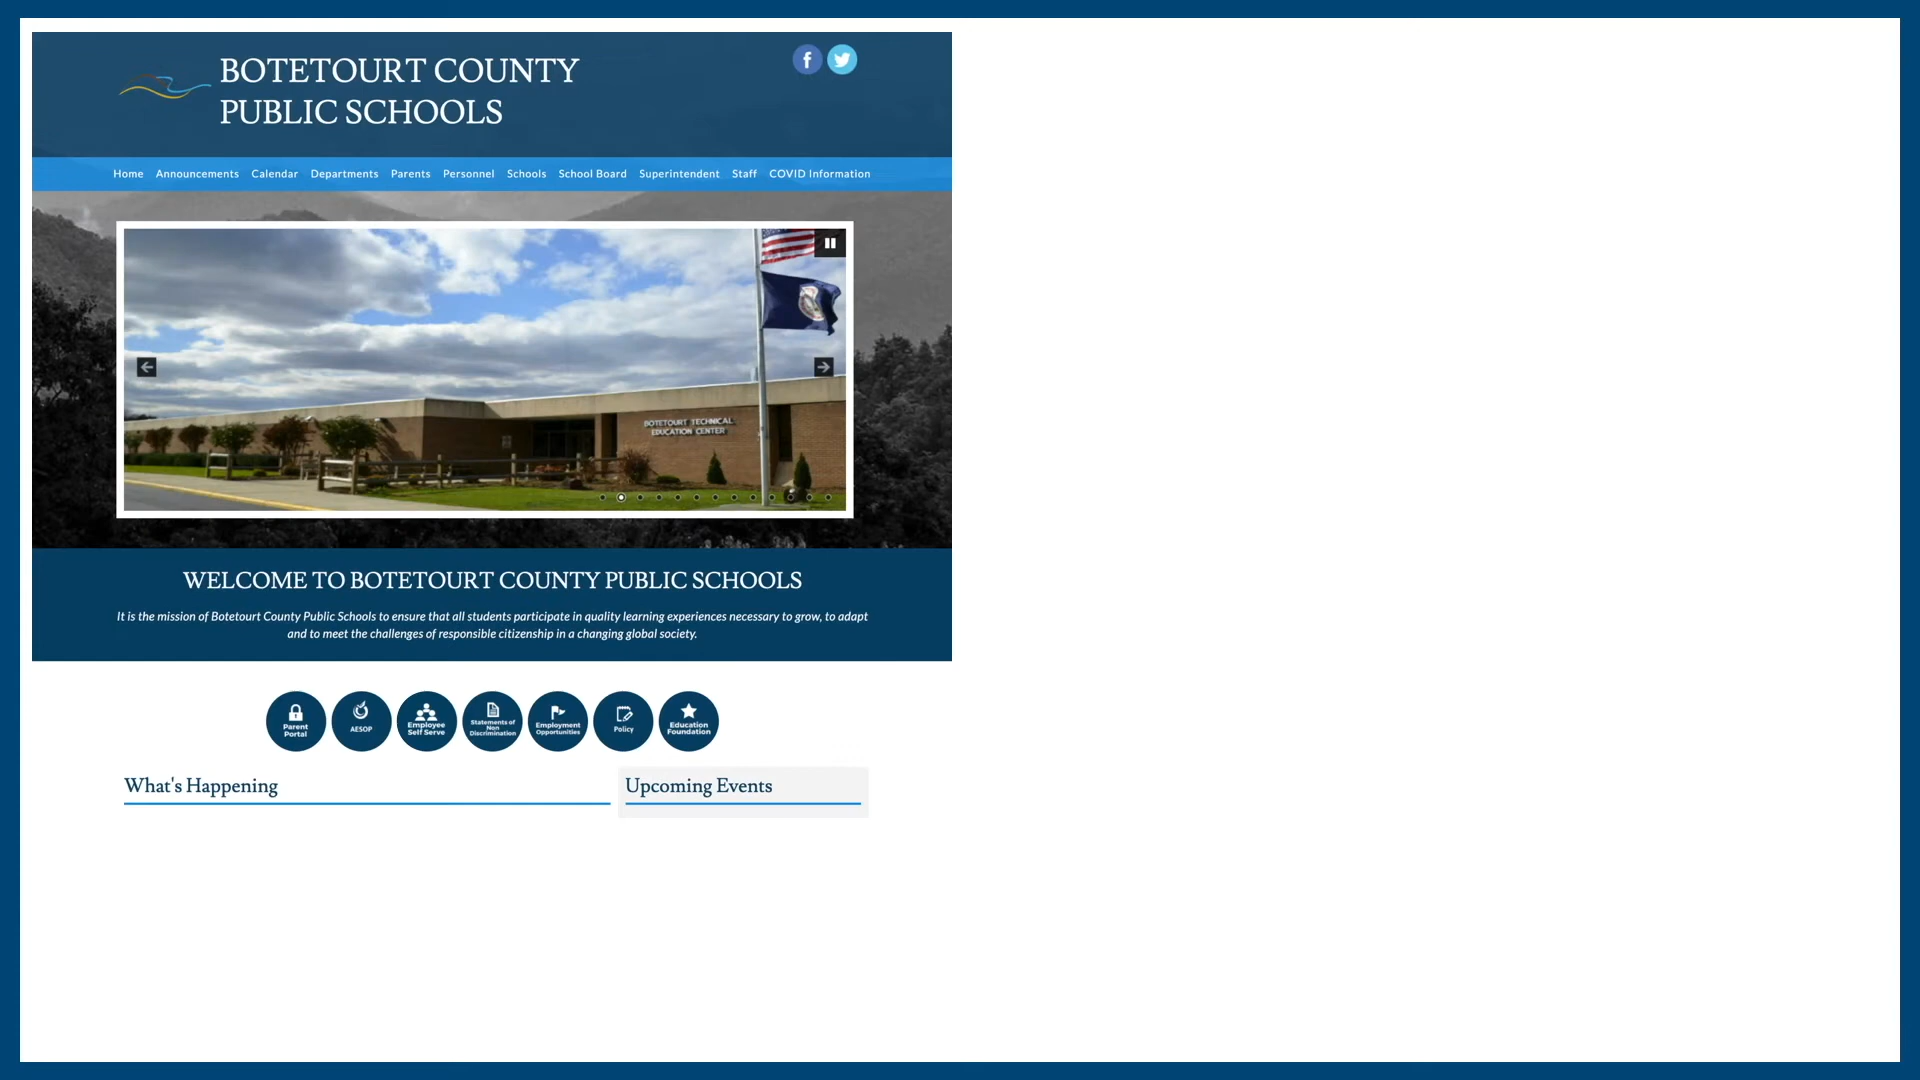 BOTETOURT COUNTY
PUBLIC SCHOOLS
f
Home Announcements Calendar Departments Parents Personnel Schools School Board Superintendent Staff COVID Information
BOTETOURT TECHNICAL
EDUCATION CENTER
WELCOME TO BOTETOURT COUNTY PUBLIC SCHOOLS
It is the mission of Botetourt County Public Schools to ensure that all students participate in quality learning experiences necessary to grow, to adapt
and to meet the challenges of responsible citizenship in a changing global society.
Parent
Portal
AESOP
Employee
Self Serve
Statements of
Non
Discrimination
Employment
Opportunities
Policy
Education
Foundation
What's Happening
Upcoming Events